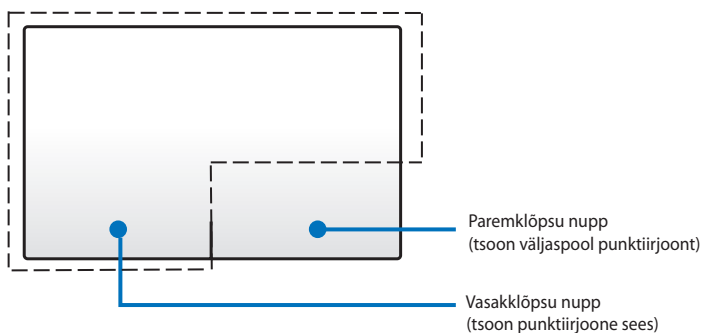 Paremklõpsu nupp
(tsoon väljaspool punktiirjoont)
Vasakklõpsu nupp
(tsoon punktiirjoone sees)